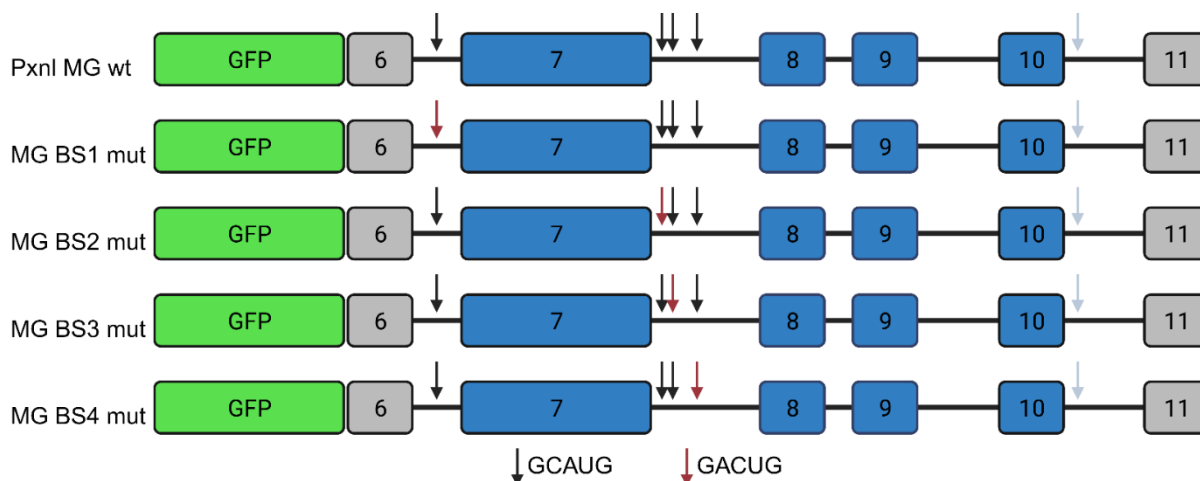 Pxnl MG wt GFP 6 7 8 9 10 11
MG BS1 mut GFP 6 7 8 9 10 11
MG BS2 mut GFP 6 7 8 9 10 11
MG BS3 mut GFP 6 7 8 9 10 11
MG BS4 mut GFP 6 7 8 9 10 11
GCAUG GACUG